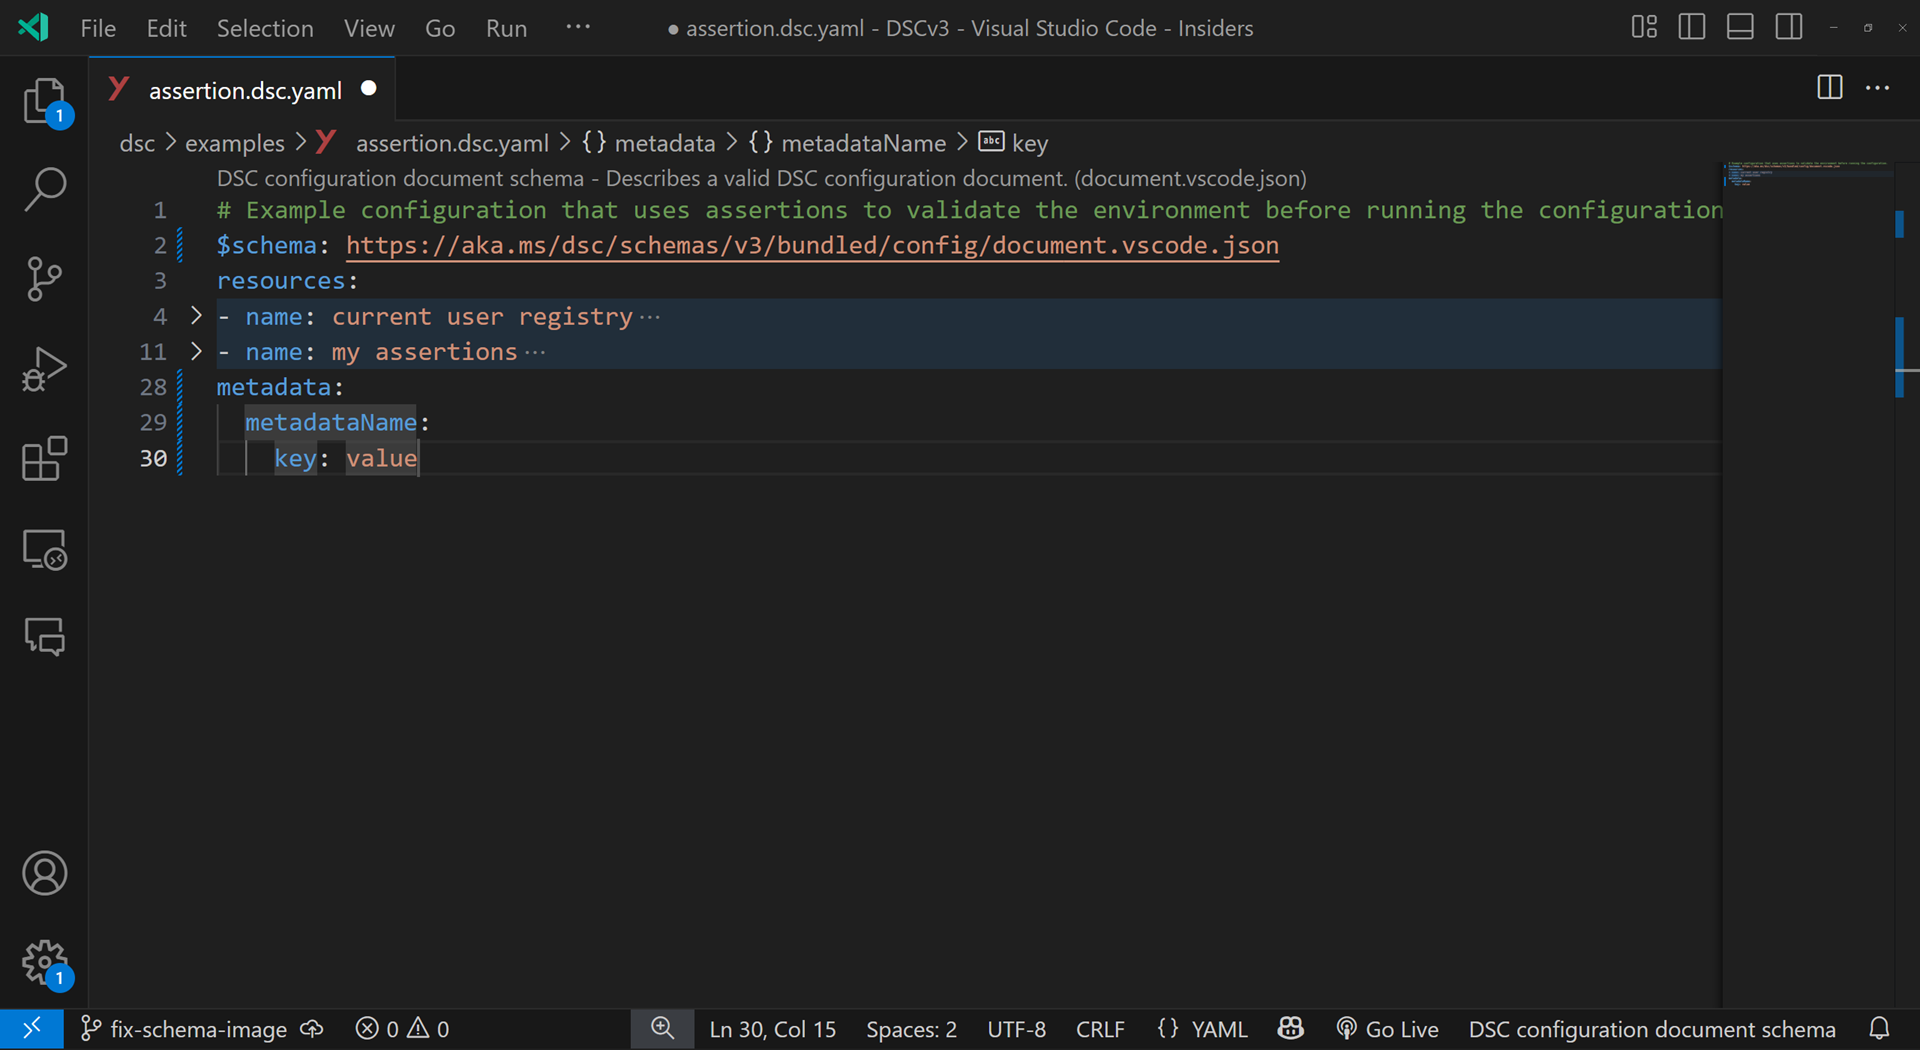 File Edit Selection View Go Run ··· ● assertion.dsc.yaml - DSCv3 - Visual Studio Code - Insiders
assertion.dsc.yaml
dsc > examples > assertion.dsc.yaml > {} metadata > {} metadataName > abc key
DSC configuration document schema - Describes a valid DSC configuration document. (document.vscode.json)
1 # Example configuration that uses assertions to validate the environment before running the configuration
2 $schema: https://aka.ms/dsc/schemas/v3/bundled/config/document.vscode.json
3 resources:
4 > - name: current user registry ···
11 > - name: my assertions ···
28 metadata:
29 metadataName:
30 key: value
1
1
fix-schema-image 0 0 Ln 30, Col 15 Spaces: 2 UTF-8 CRLF {} YAML Go Live DSC configuration document schema